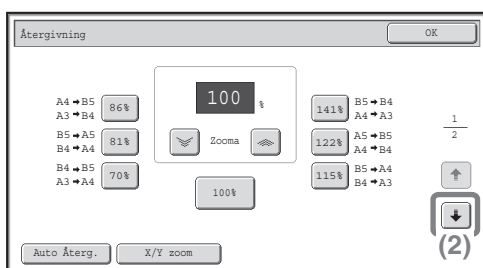 Återgivning OK
100 %
Zooma
100%
A4➡B5
A3➡B4
86%
B5➡A5
B4➡A4
81%
B4➡B5
A3➡A4
70%
141%
B5➡B4
A4➡A3
122%
A5➡B5
A4➡B4
115%
B5➡A4
B4➡A3
1
2
(2)
Auto Återg. X/Y zoom